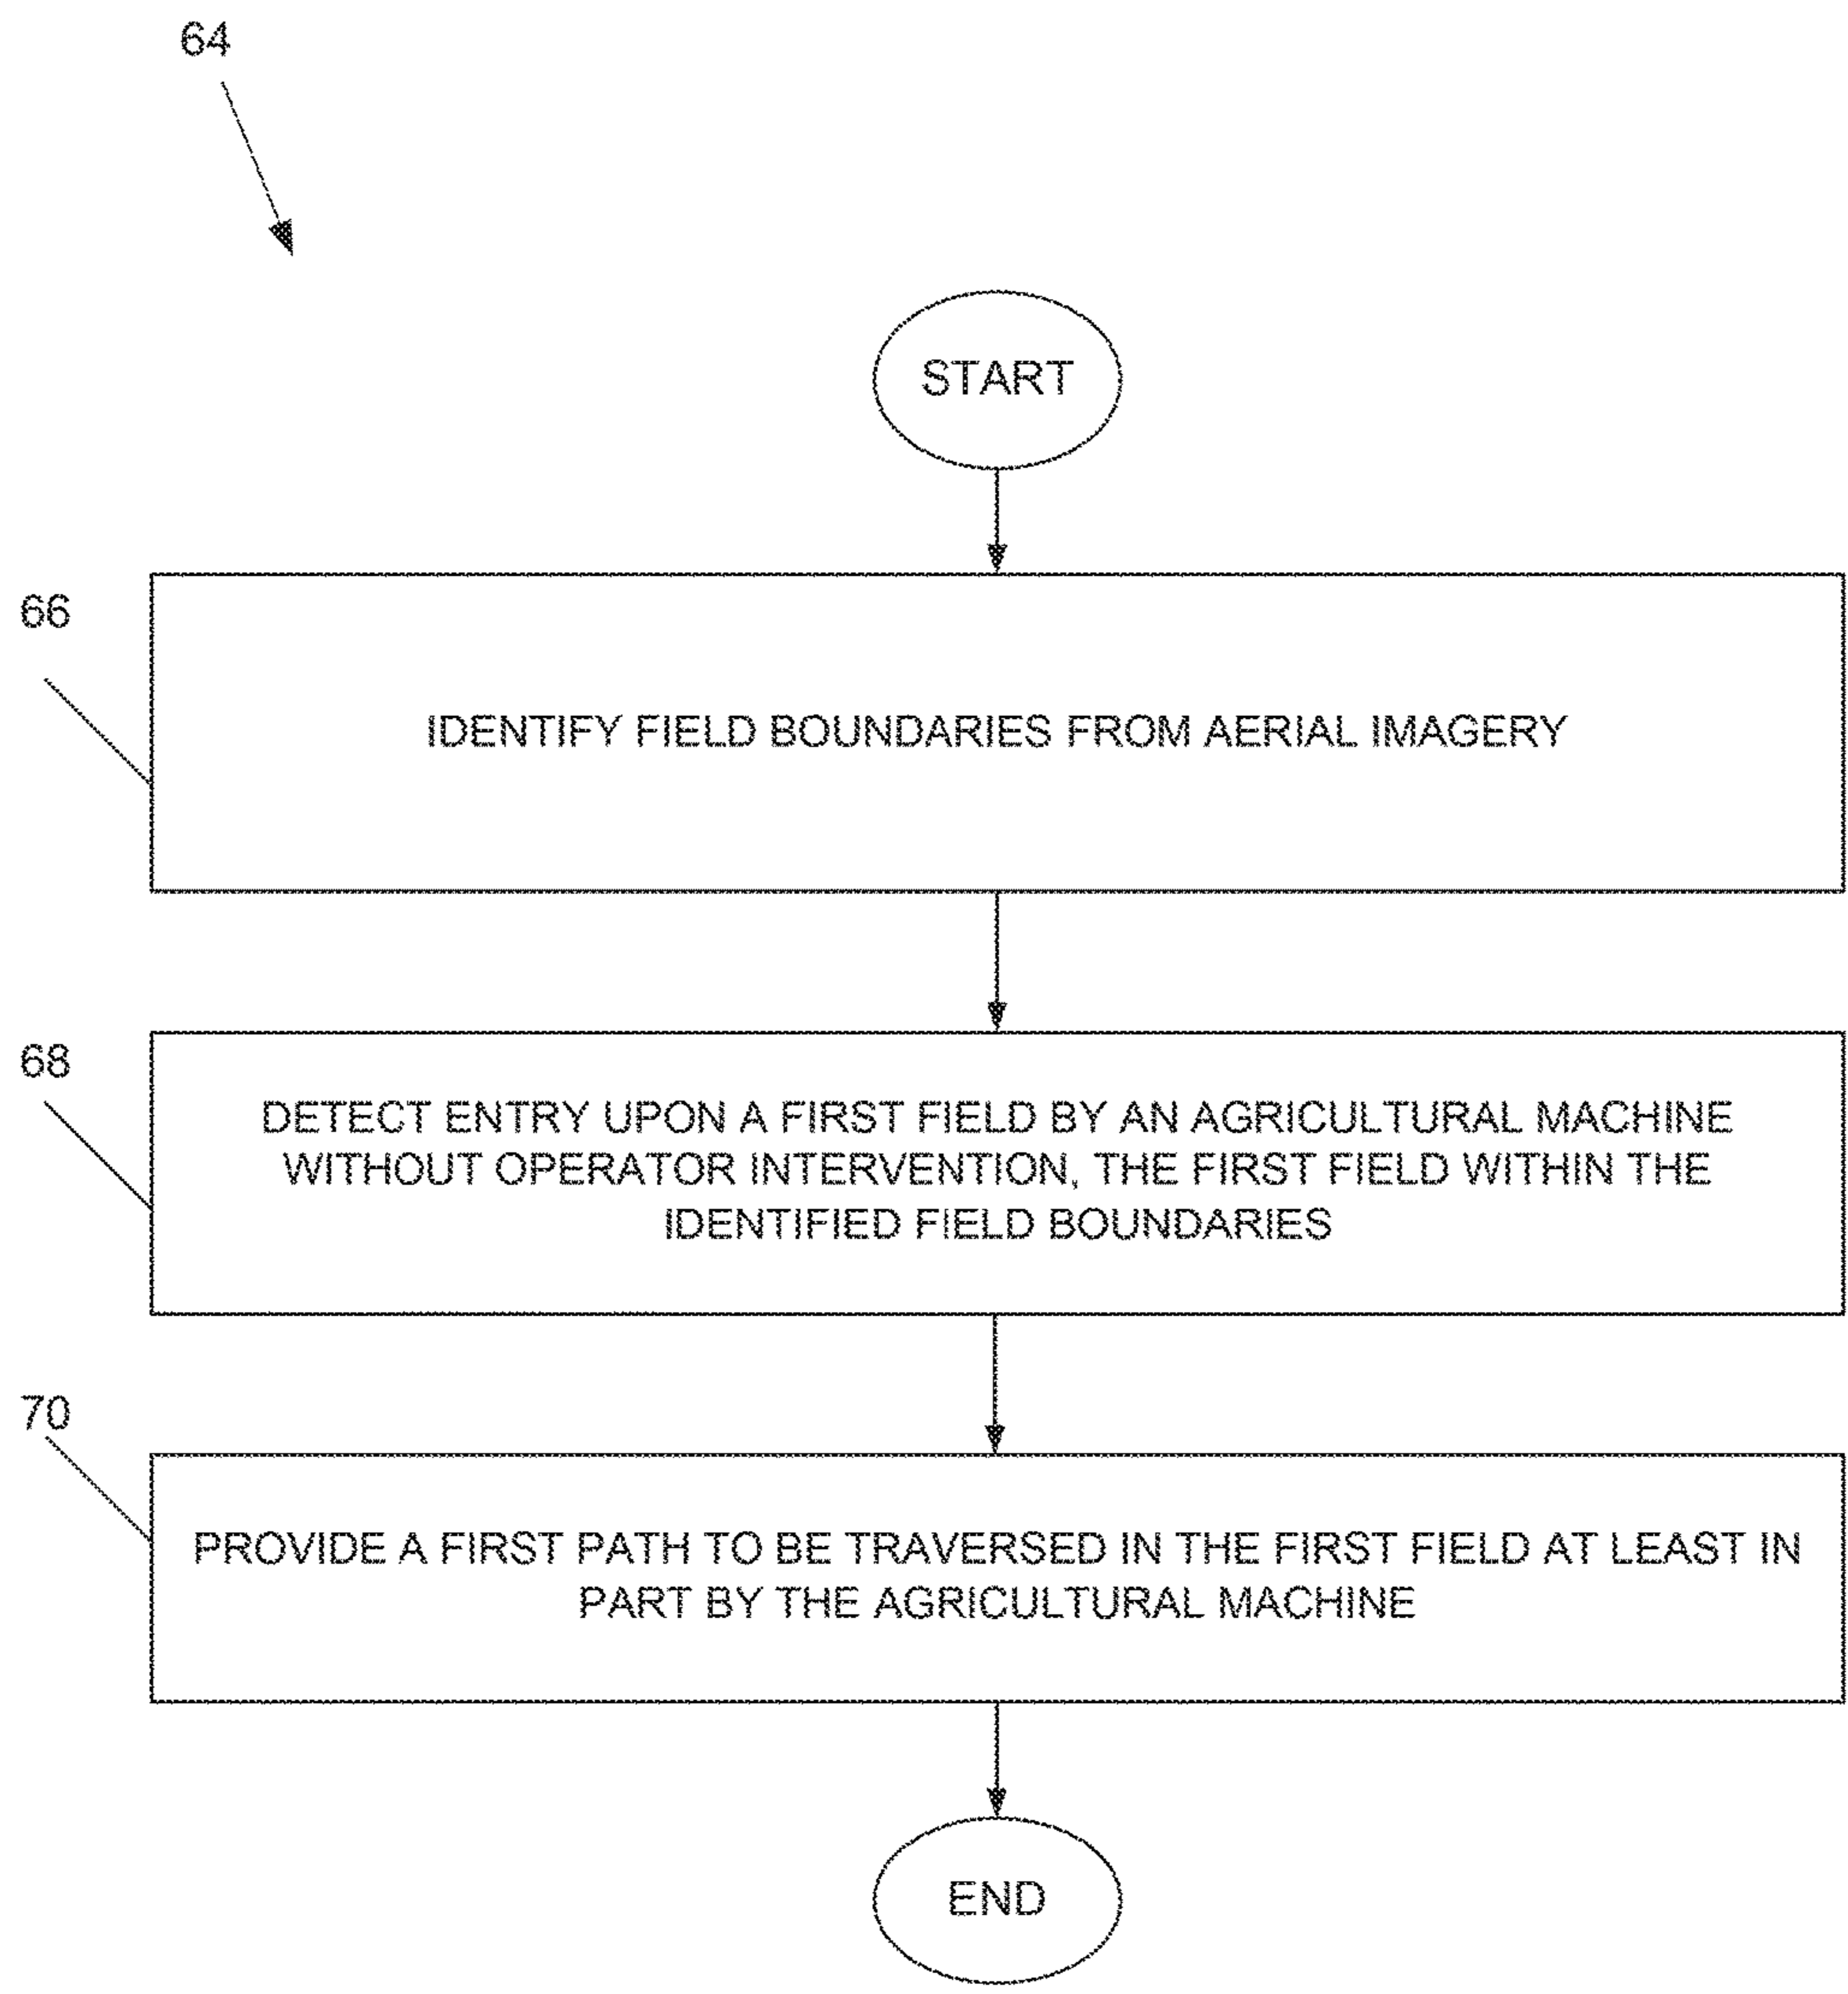 64
START
66
IDENTIFY FIELD BOUNDARIES FROM AERIAL IMAGERY
68
DETECT ENTRY UPON A FIRST FIELD BY AN AGRICULTURAL MACHINE
WITHOUT OPERATOR INTERVENTION, THE FIRST FIELD WITHIN THE
IDENTIFIED FIELD BOUNDARIES
70
PROVIDE A FIRST PATH TO BE TRAVERSED IN THE FIRST FIELD AT LEAST IN
PART BY THE AGRICULTURAL MACHINE
END